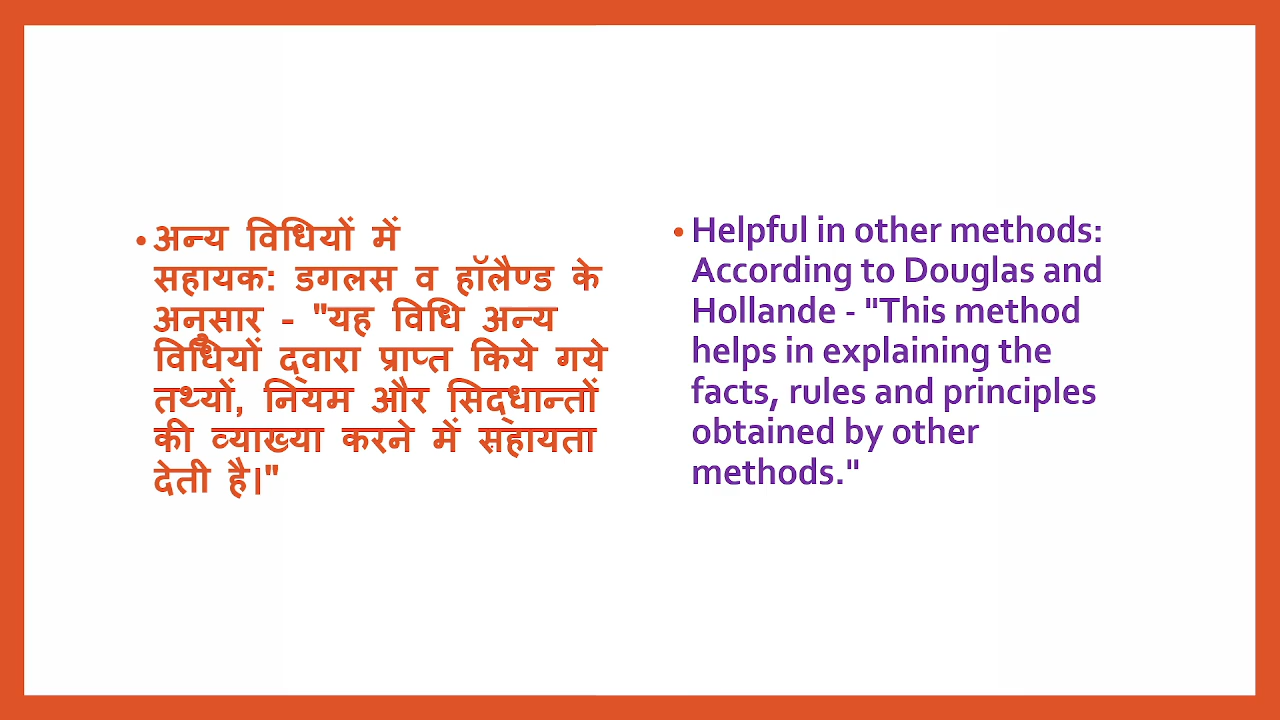 • अन्य विधियों में
सहायक: डगलस व हॉलैण्ड के
अनुसार - "यह विधि अन्य
विधियों द्वारा प्राप्त किये गये
तथ्यों, नियम और सिद्धान्तों
की व्याख्या करने में सहायता
देती है।"
• Helpful in other methods:
According to Douglas and
Hollande - "This method
helps in explaining the
facts, rules and principles
obtained by other
methods."